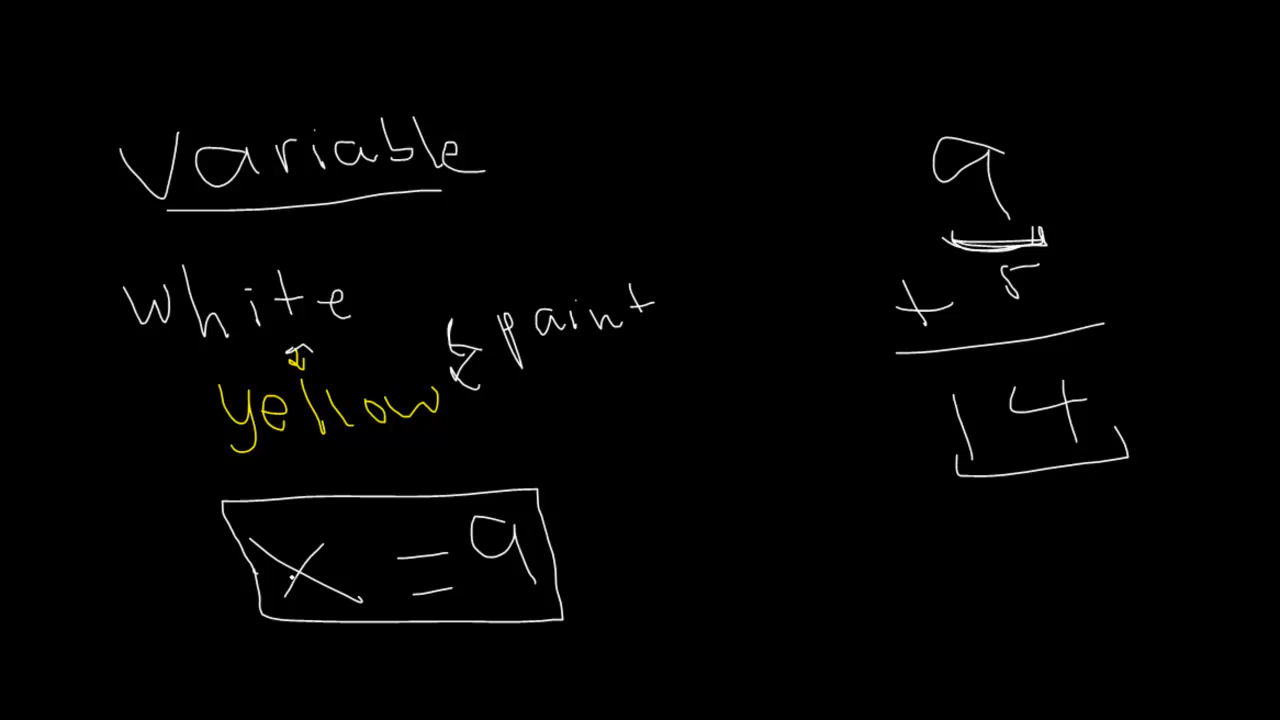 Variable
white
paint
yellow
x = 9
9
+ 5
14